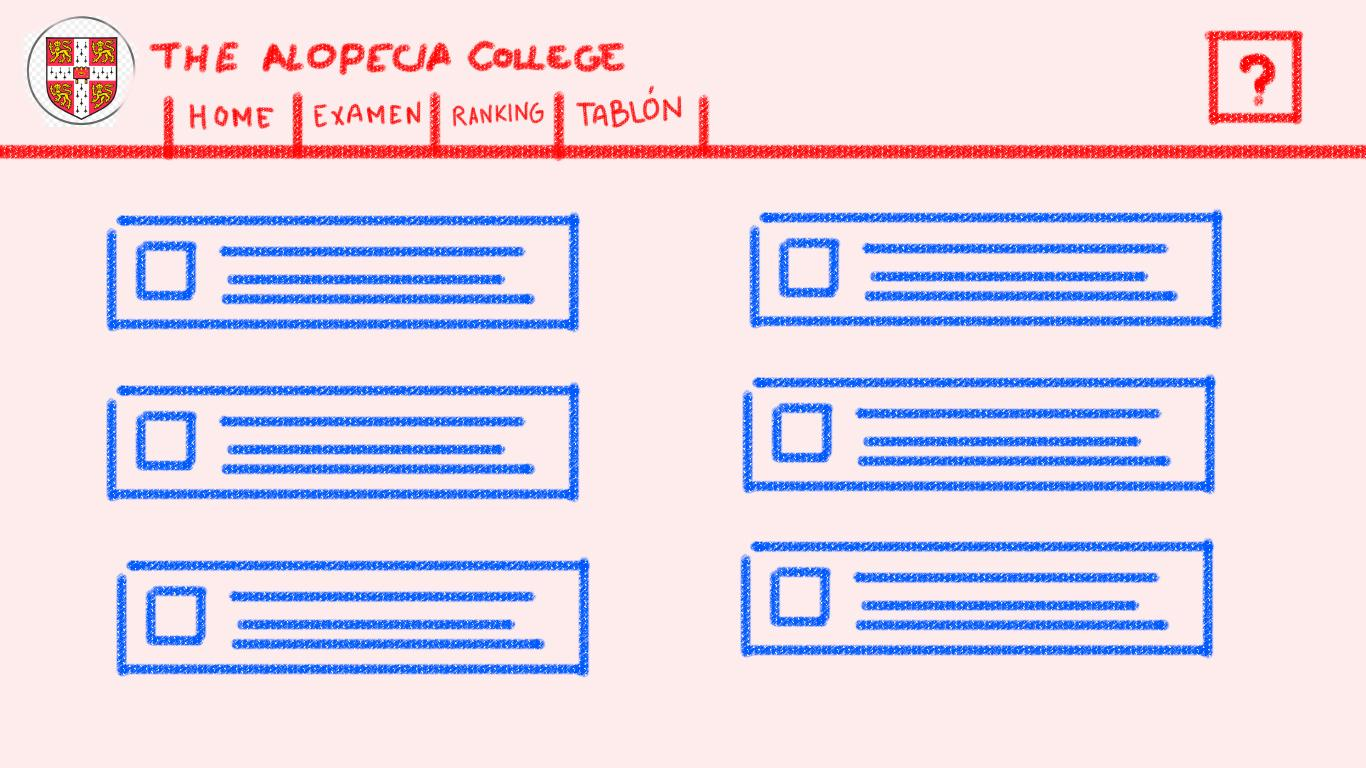 THE ALOPECIA COLLEGE
?
HOME EXAMEN RANKING TABLÓN